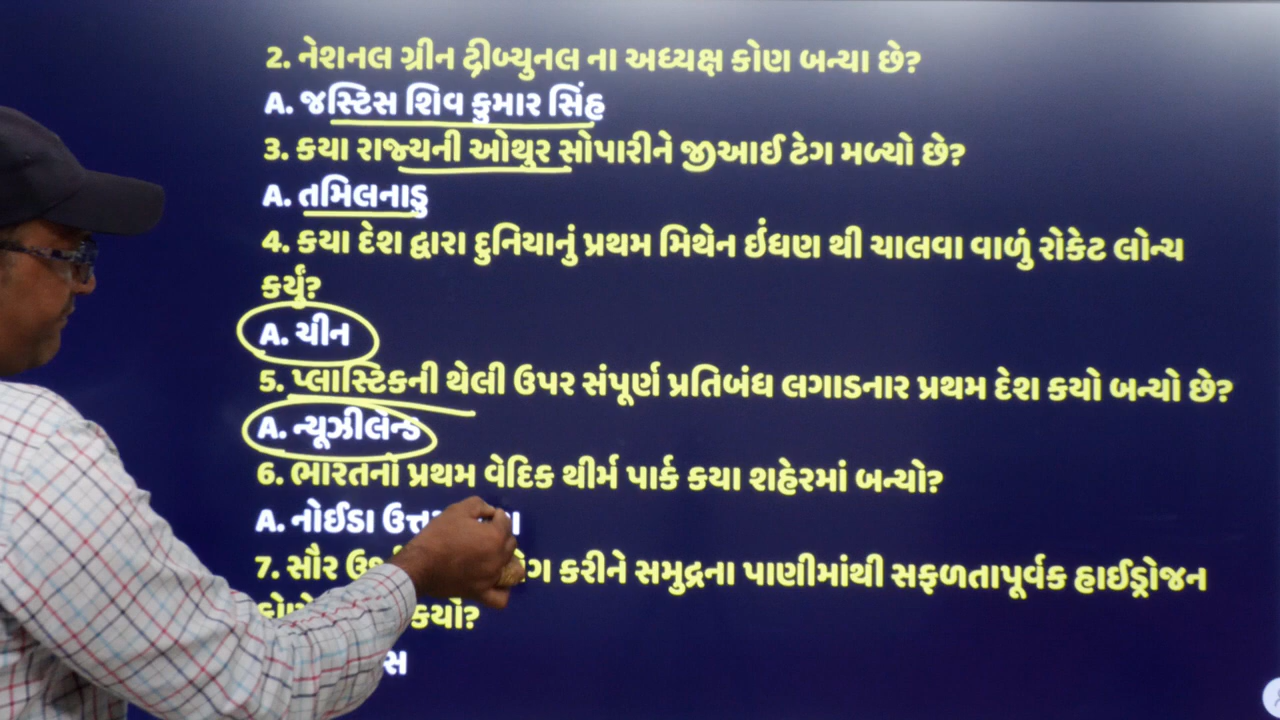 2. નેશનલ ગ્રીન ટ્રીબ્યુનલ ના અધ્યક્ષ કોણ બન્યા છે?
A. જસ્ટિસ શિવ કુમાર સિંહ
3. કયા રાજ્યની ઓથૂર સોપારીને જીઆઈ ટેગ મળ્યો છે?
A. તમિલનાડુ
4. કયા દેશ દ્વારા દુનિયાનું પ્રથમ મિથેન ઇંધણ થી ચાલવા વાળું રોકેટ લોન્ચ
કર્યું?
A. ચીન
5. પ્લાસ્ટિકની થેલી ઉપર સંપૂર્ણ પ્રતિબંધ લગાડનાર પ્રથમ દેશ કયો બન્યો છે?
A. ન્યૂઝીલેન્ડ
6. ભારતનો પ્રથમ વેદિક થીર્મ પાર્ક કયા શહેરમાં બન્યો?
A. નોઈડા
7. સૌર કરીને સમુદ્રના પાણીમાંથી સફળતાપૂર્વક હાઈડ્રોજન
કર્યો?